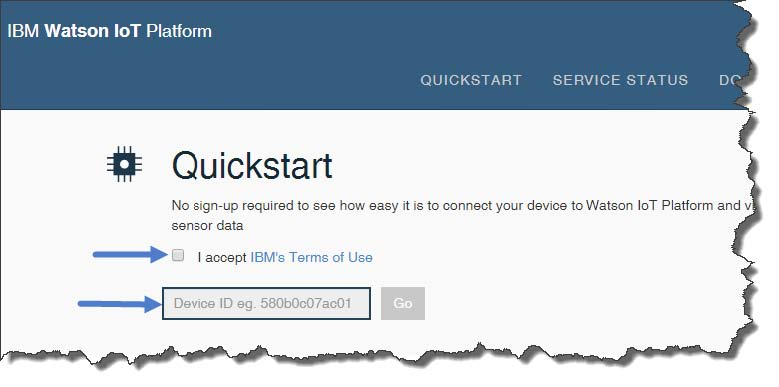 IBM Watson IoT Platform
QUICKSTART SERVICE STATUS
Quickstart
No sign-up required to see how easy it is to connect your device to Watson IoT Platform and
sensor data
I accept IBM's Terms of Use
Device ID eg. 580b0c07ac01 Go